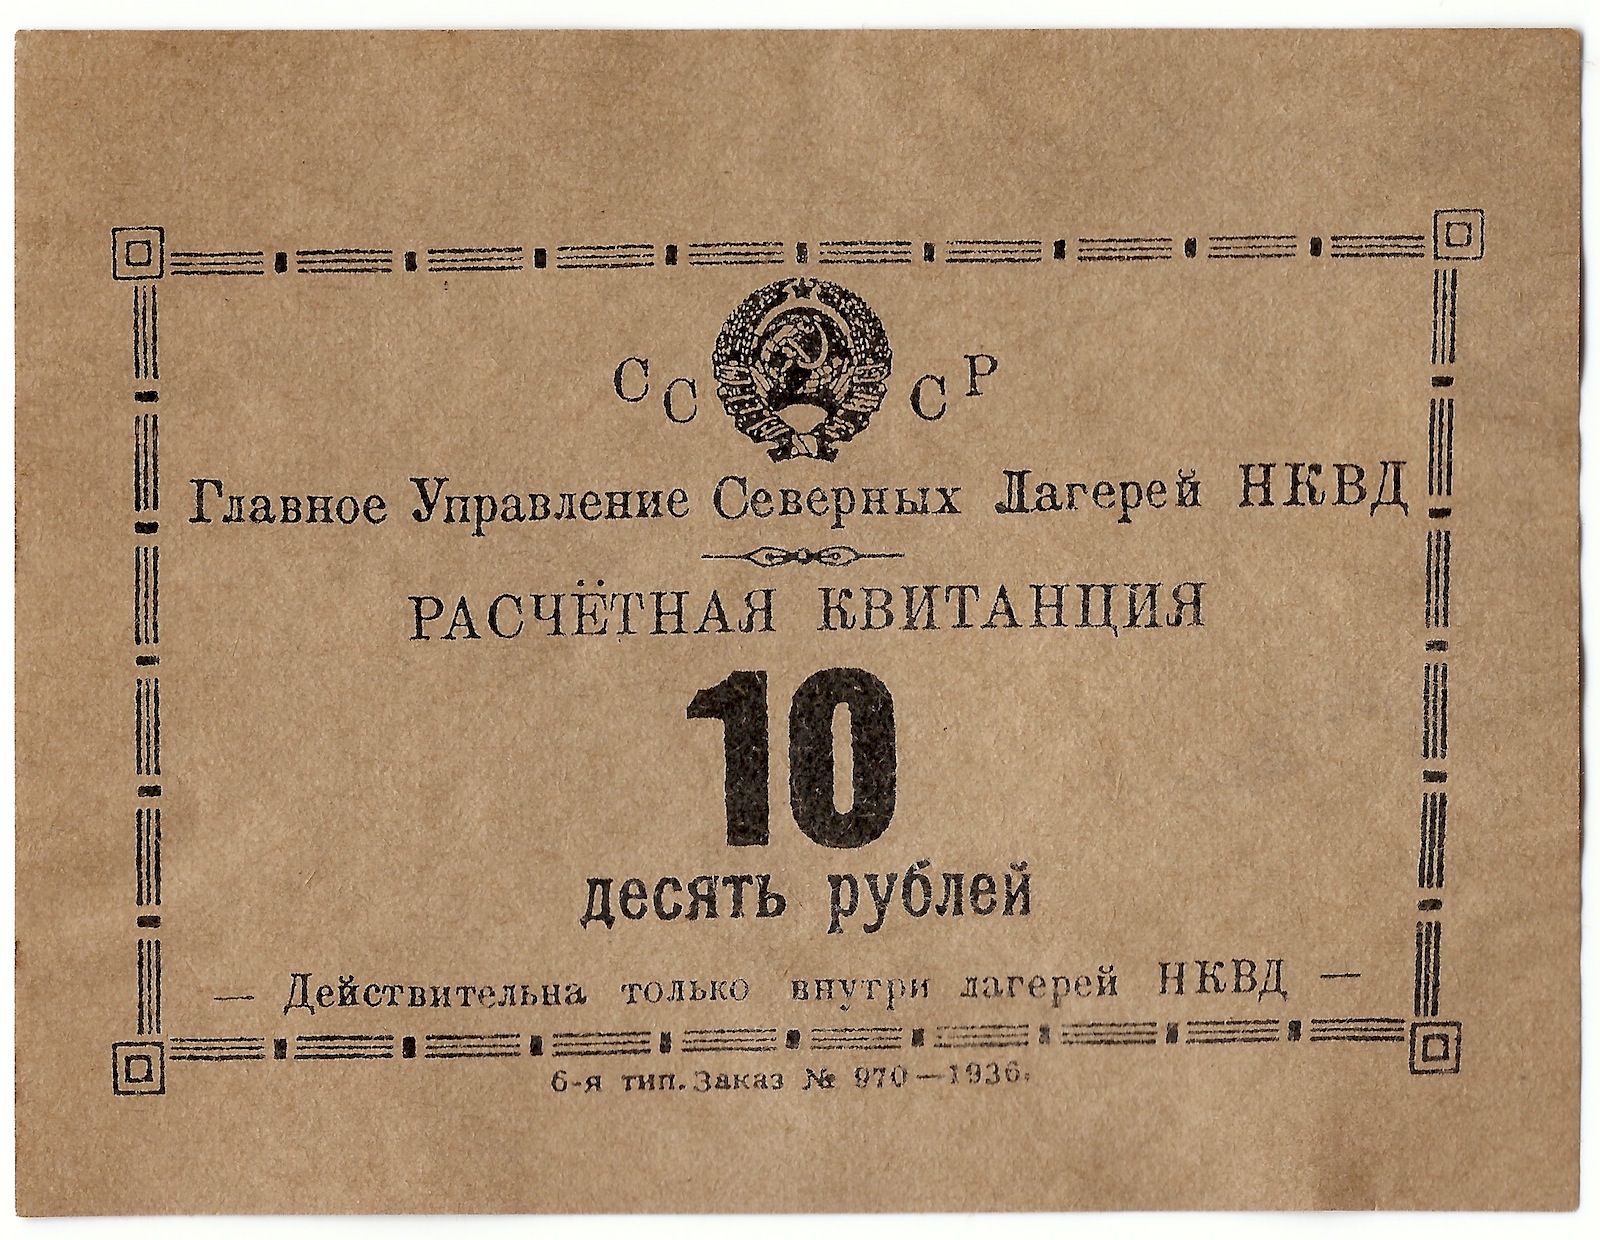 СССР
Главное Управление Северных Лагерей НКВД
РАСЧЁТНАЯ КВИТАНЦИЯ
10
десять рублей
— Действительна только внутри лагерей НКВД —
6-я тип. Заказ № 970—1936.